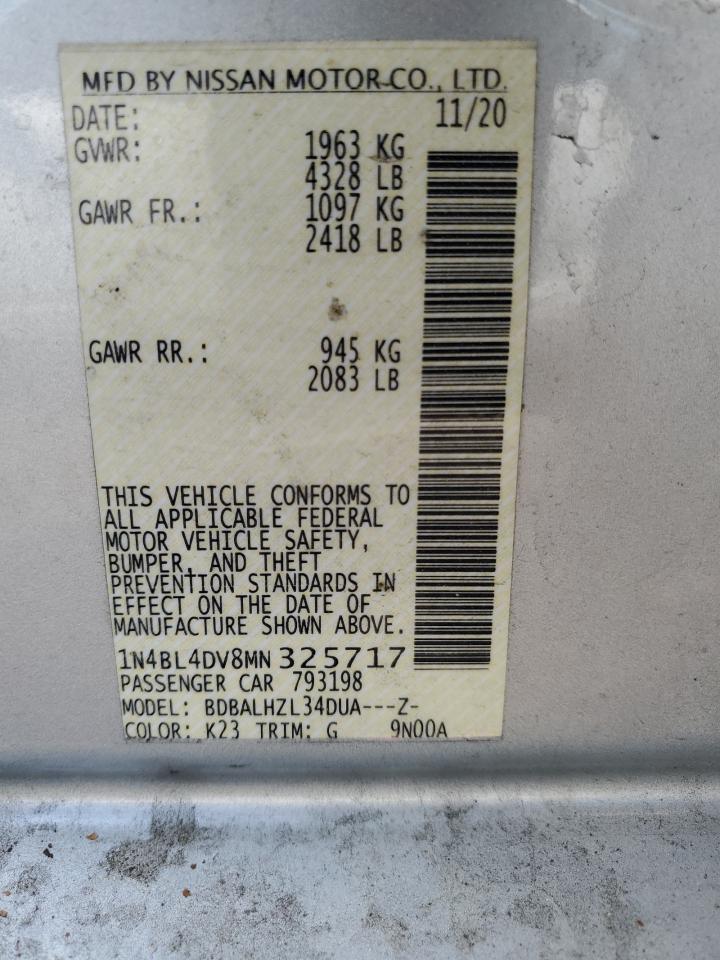 MFD BY NISSAN MOTOR CO., LTD.
DATE: 11/20
GVWR: 1963 KG
4328 LB
GAWR FR.: 1097 KG
2418 LB
GAWR RR.: 945 KG
2083 LB
THIS VEHICLE CONFORMS TO
ALL APPLICABLE FEDERAL
MOTOR VEHICLE SAFETY,
BUMPER, AND THEFT
PREVENTION STANDARDS IN
EFFECT ON THE DATE OF
MANUFACTURE SHOWN ABOVE.
1N4BL4DV8MN 325717
PASSENGER CAR 793198
MODEL: BDBALHZL34DUA---Z-
COLOR: K23 TRIM: G 9N00A